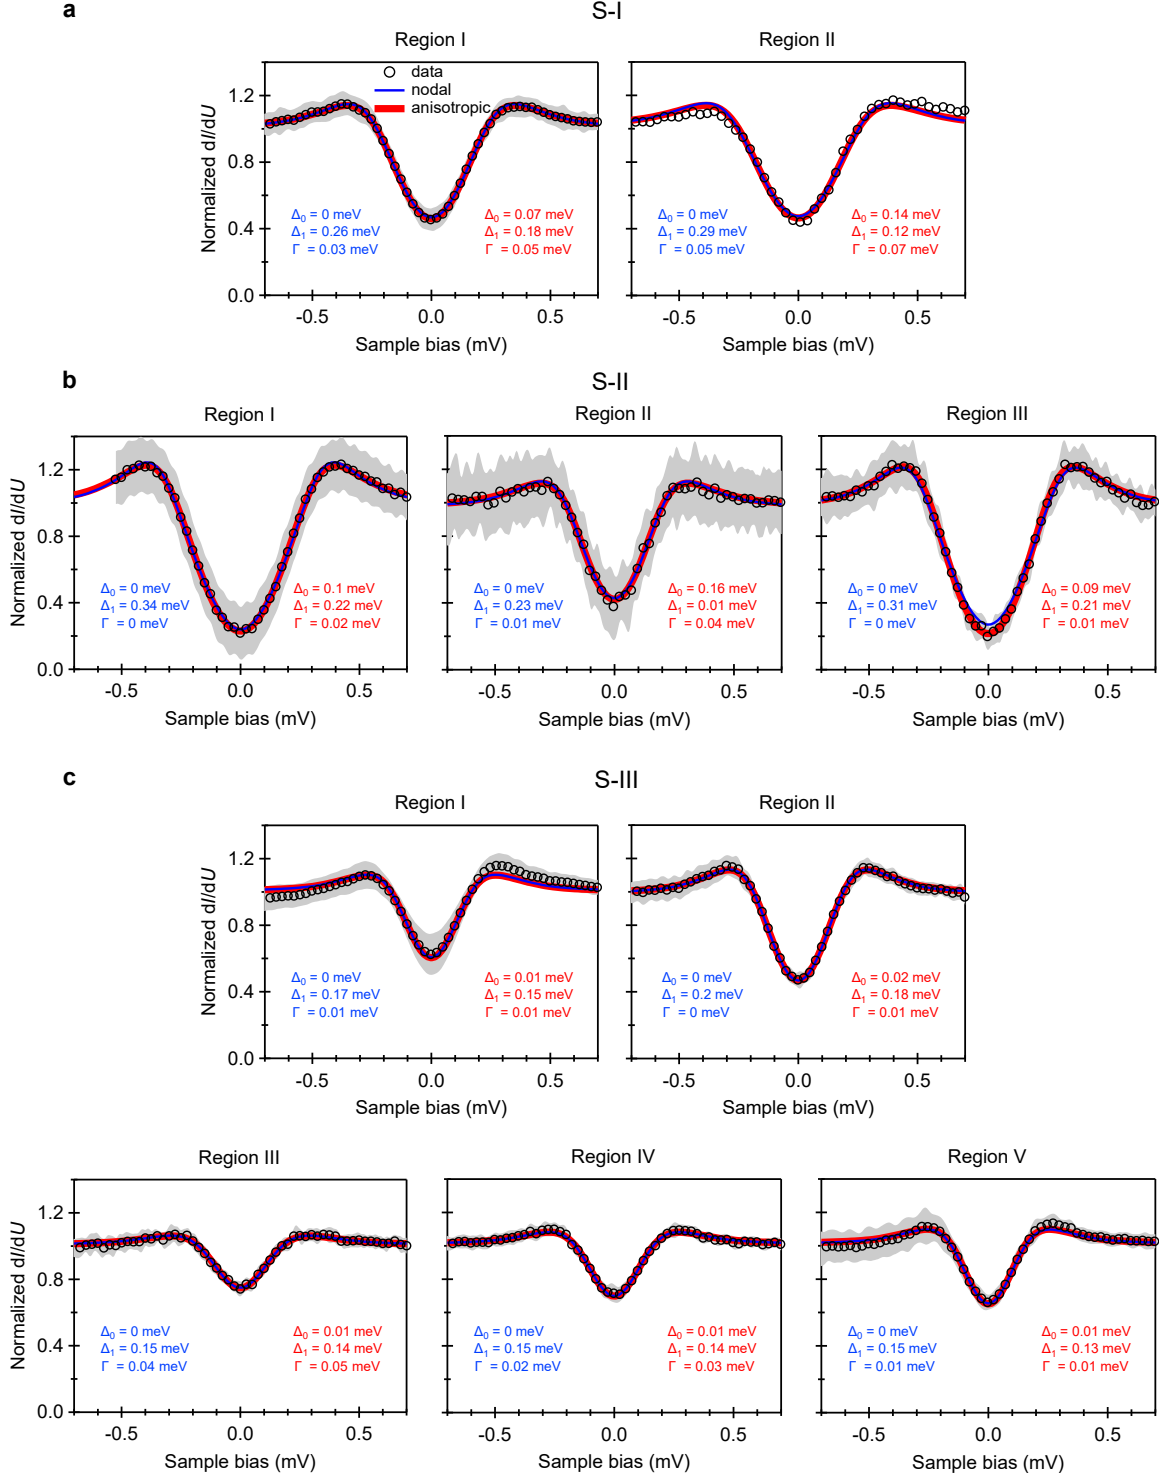 a
S-I
Region I
Region II
data
nodal
anisotropic
Normalized dI/dU
1.2
0.8
0.4
0.0
Δ0 = 0 meV
Δ1 = 0.26 meV
Γ = 0.03 meV
Δ0 = 0.07 meV
Δ1 = 0.18 meV
Γ = 0.05 meV
Δ0 = 0 meV
Δ1 = 0.29 meV
Γ = 0.05 meV
Δ0 = 0.14 meV
Δ1 = 0.12 meV
Γ = 0.07 meV
-0.5 0.0 0.5
-0.5 0.0 0.5
Sample bias (mV)
Sample bias (mV)
b
S-II
Region I
Region II
Region III
Normalized dI/dU
1.2
0.8
0.4
0.0
Δ0 = 0 meV
Δ1 = 0.34 meV
Γ = 0 meV
Δ0 = 0.1 meV
Δ1 = 0.22 meV
Γ = 0.02 meV
Δ0 = 0 meV
Δ1 = 0.23 meV
Γ = 0.01 meV
Δ0 = 0.16 meV
Δ1 = 0.01 meV
Γ = 0.04 meV
Δ0 = 0 meV
Δ1 = 0.31 meV
Γ = 0 meV
Δ0 = 0.09 meV
Δ1 = 0.21 meV
Γ = 0.01 meV
-0.5 0.0 0.5
-0.5 0.0 0.5
-0.5 0.0 0.5
Sample bias (mV)
Sample bias (mV)
Sample bias (mV)
c
S-III
Region I
Region II
Normalized dI/dU
1.2
0.8
0.4
0.0
Δ0 = 0 meV
Δ1 = 0.17 meV
Γ = 0.01 meV
Δ0 = 0.01 meV
Δ1 = 0.15 meV
Γ = 0.01 meV
Δ0 = 0 meV
Δ1 = 0.2 meV
Γ = 0 meV
Δ0 = 0.02 meV
Δ1 = 0.18 meV
Γ = 0.01 meV
-0.5 0.0 0.5
-0.5 0.0 0.5
Sample bias (mV)
Sample bias (mV)
Region III
Region IV
Region V
Normalized dI/dU
1.2
0.8
0.4
0.0
Δ0 = 0 meV
Δ1 = 0.15 meV
Γ = 0.04 meV
Δ0 = 0.01 meV
Δ1 = 0.14 meV
Γ = 0.05 meV
Δ0 = 0 meV
Δ1 = 0.15 meV
Γ = 0.02 meV
Δ0 = 0.01 meV
Δ1 = 0.14 meV
Γ = 0.03 meV
Δ0 = 0 meV
Δ1 = 0.15 meV
Γ = 0.01 meV
Δ0 = 0.01 meV
Δ1 = 0.13 meV
Γ = 0.01 meV
-0.5 0.0 0.5
-0.5 0.0 0.5
-0.5 0.0 0.5
Sample bias (mV)
Sample bias (mV)
Sample bias (mV)